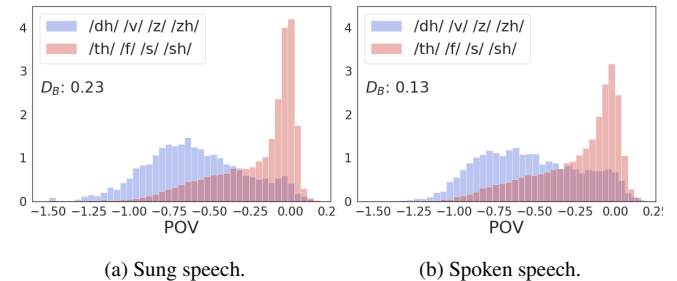 /dh/ /v/ /z/ /zh/
/th/ /f/ /s/ /sh/
D_B: 0.23
4
3
2
1
0
−1.50 −1.25 −1.00 −0.75 −0.50 −0.25 0.00 0.2
POV
(a) Sung speech.
/dh/ /v/ /z/ /zh/
/th/ /f/ /s/ /sh/
D_B: 0.13
4
3
2
1
0
−1.50 −1.25 −1.00 −0.75 −0.50 −0.25 0.00 0.25
POV
(b) Spoken speech.